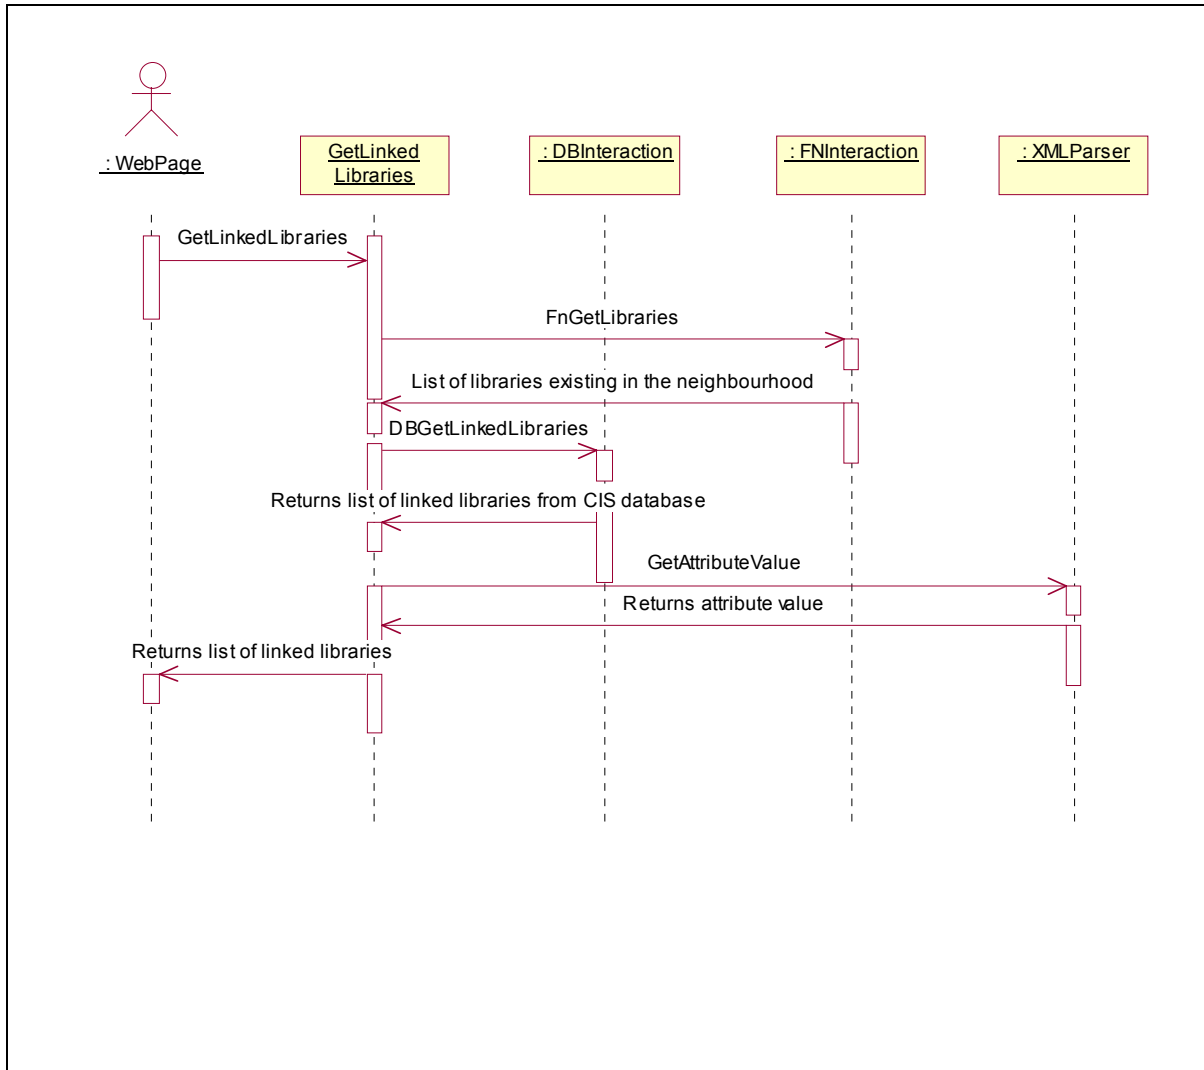 : WebPage
GetLinked
Libraries
: DBInteraction
: FNInteraction
: XMLParser
GetLinkedLibraries
FnGetLibraries
List of libraries existing in the neighbourhood
DBGetLinkedLibraries
Returns list of linked libraries from CIS database
GetAttributeValue
Returns attribute value
Returns list of linked libraries